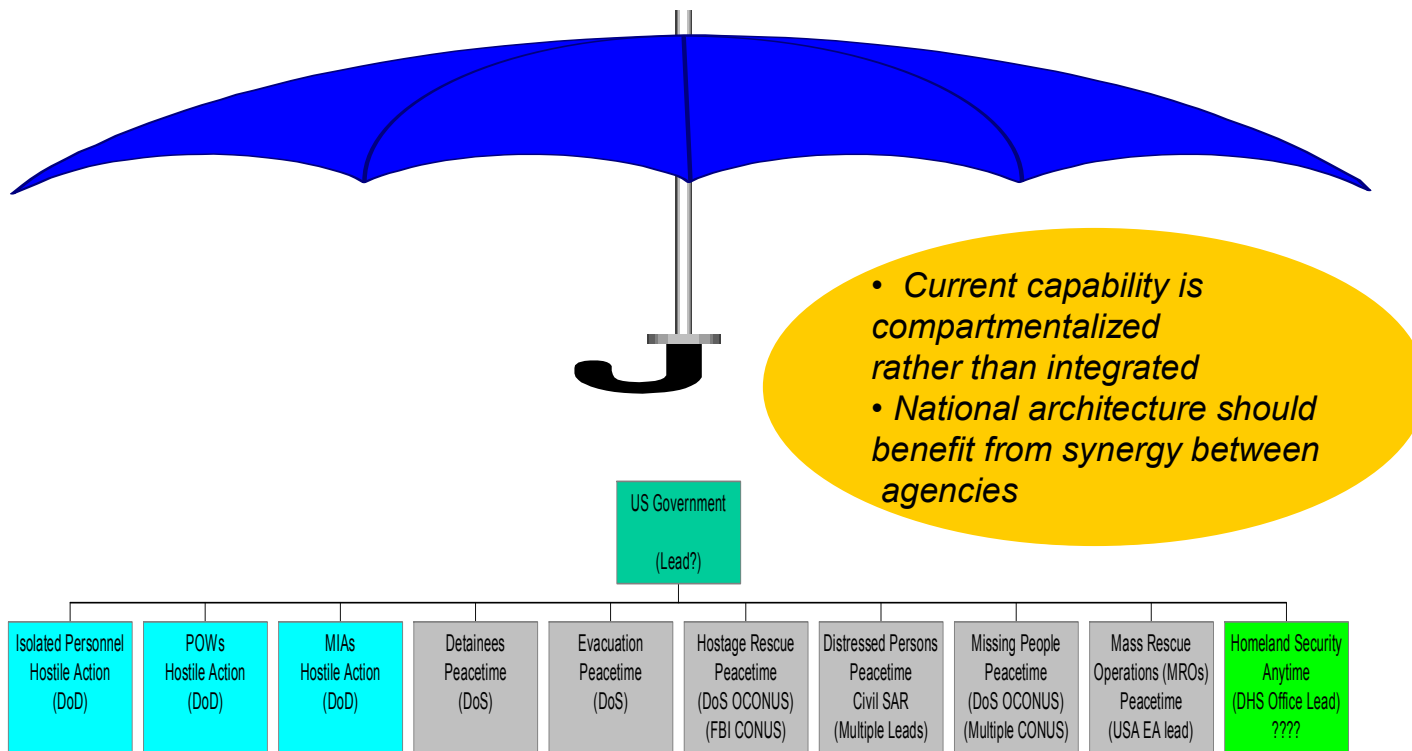 • Current capability is
compartmentalized
rather than integrated
• National architecture should
benefit from synergy between
agencies
US Government
(Lead?)
Isolated Personnel
Hostile Action
(DoD)
POWs
Hostile Action
(DoD)
MIAs
Hostile Action
(DoD)
Detainees
Peacetime
(DoS)
Evacuation
Peacetime
(DoS)
Hostage Rescue
Peacetime
(DoS OCONUS)
(FBI CONUS)
Distressed Persons
Peacetime
Civil SAR
(Multiple Leads)
Missing People
Peacetime
(DoS OCONUS)
(Multiple CONUS)
Mass Rescue
Operations (MROs)
Peacetime
(USA EA lead)
Homeland Security
Anytime
(DHS Office Lead)
????